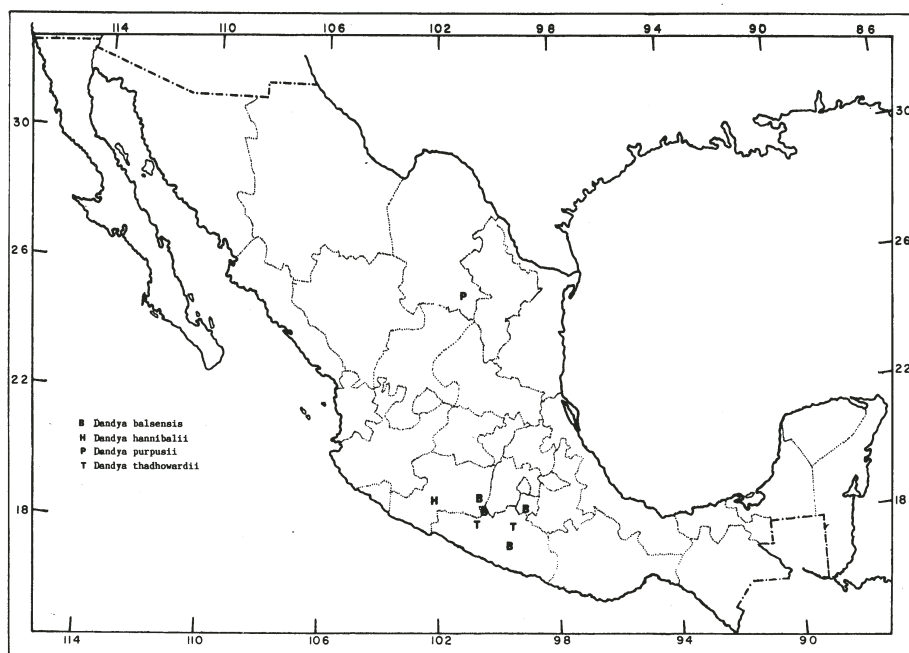 114 110 106 102 98 94 90 86
30 30
26 26
P
22 22
B Dandya balsensis
H Dandya hannibalii
P Dandya purpusii
T Dandya thadhowardii
H B B B
18 18
T T
B
114 110 106 102 98 94 90